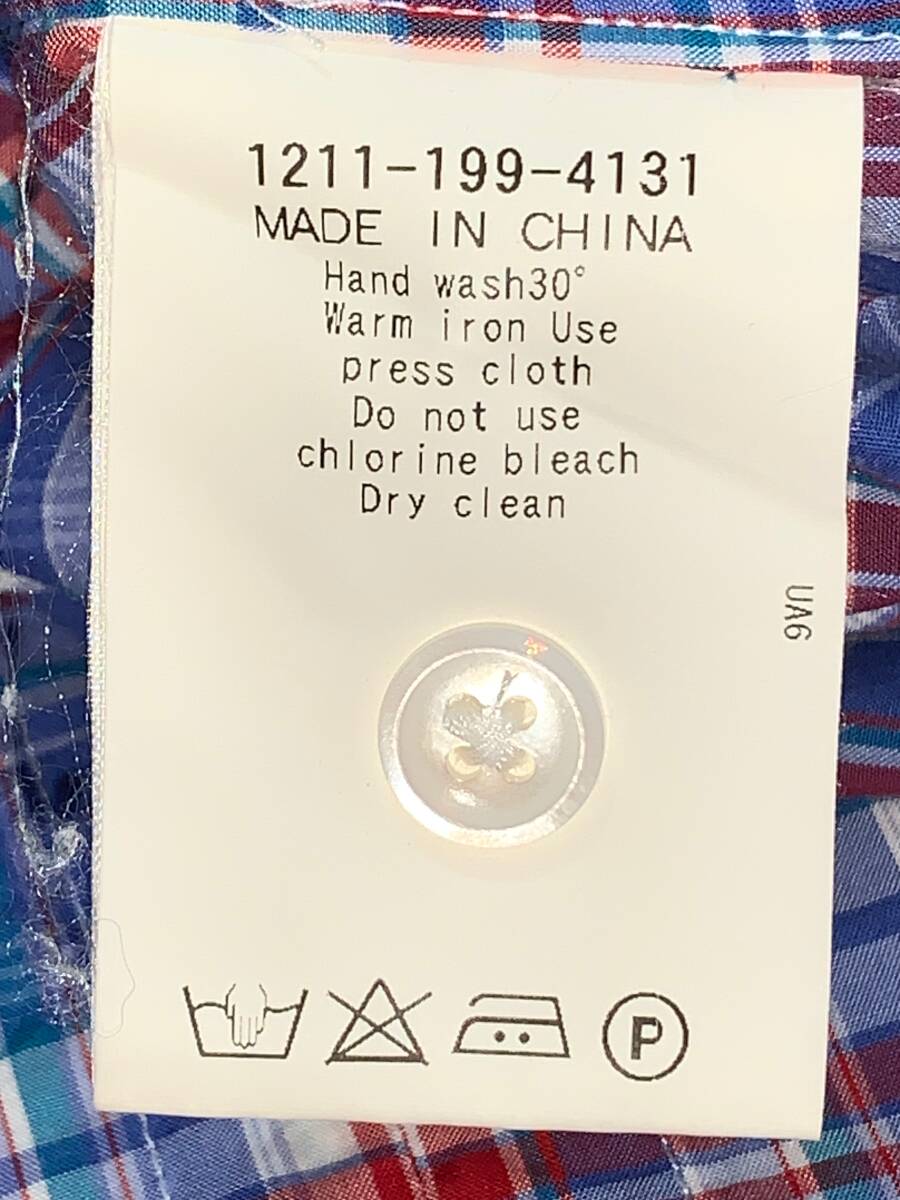 1211-199-4131
MADE IN CHINA
Hand wash30°
Warm iron Use
press cloth
Do not use
chlorine bleach
Dry clean
UA6
P